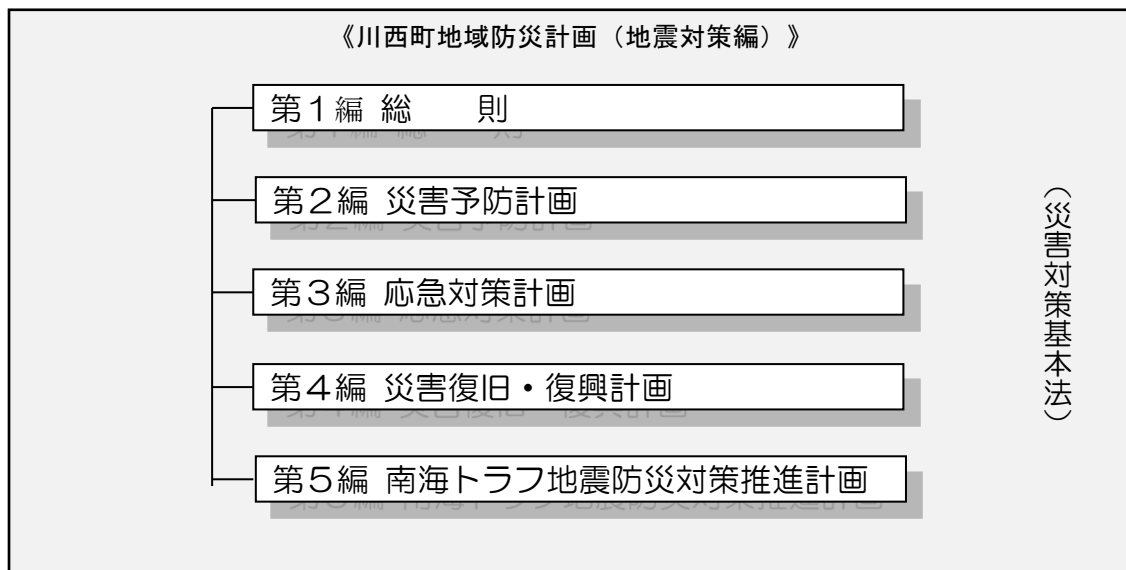 《川西町地域防災計画（地震対策編）》
第１編 総　　則
第２編 災害予防計画
第３編 応急対策計画
第４編 災害復旧・復興計画
第５編 南海トラフ地震防災対策推進計画
（災害対策基本法）